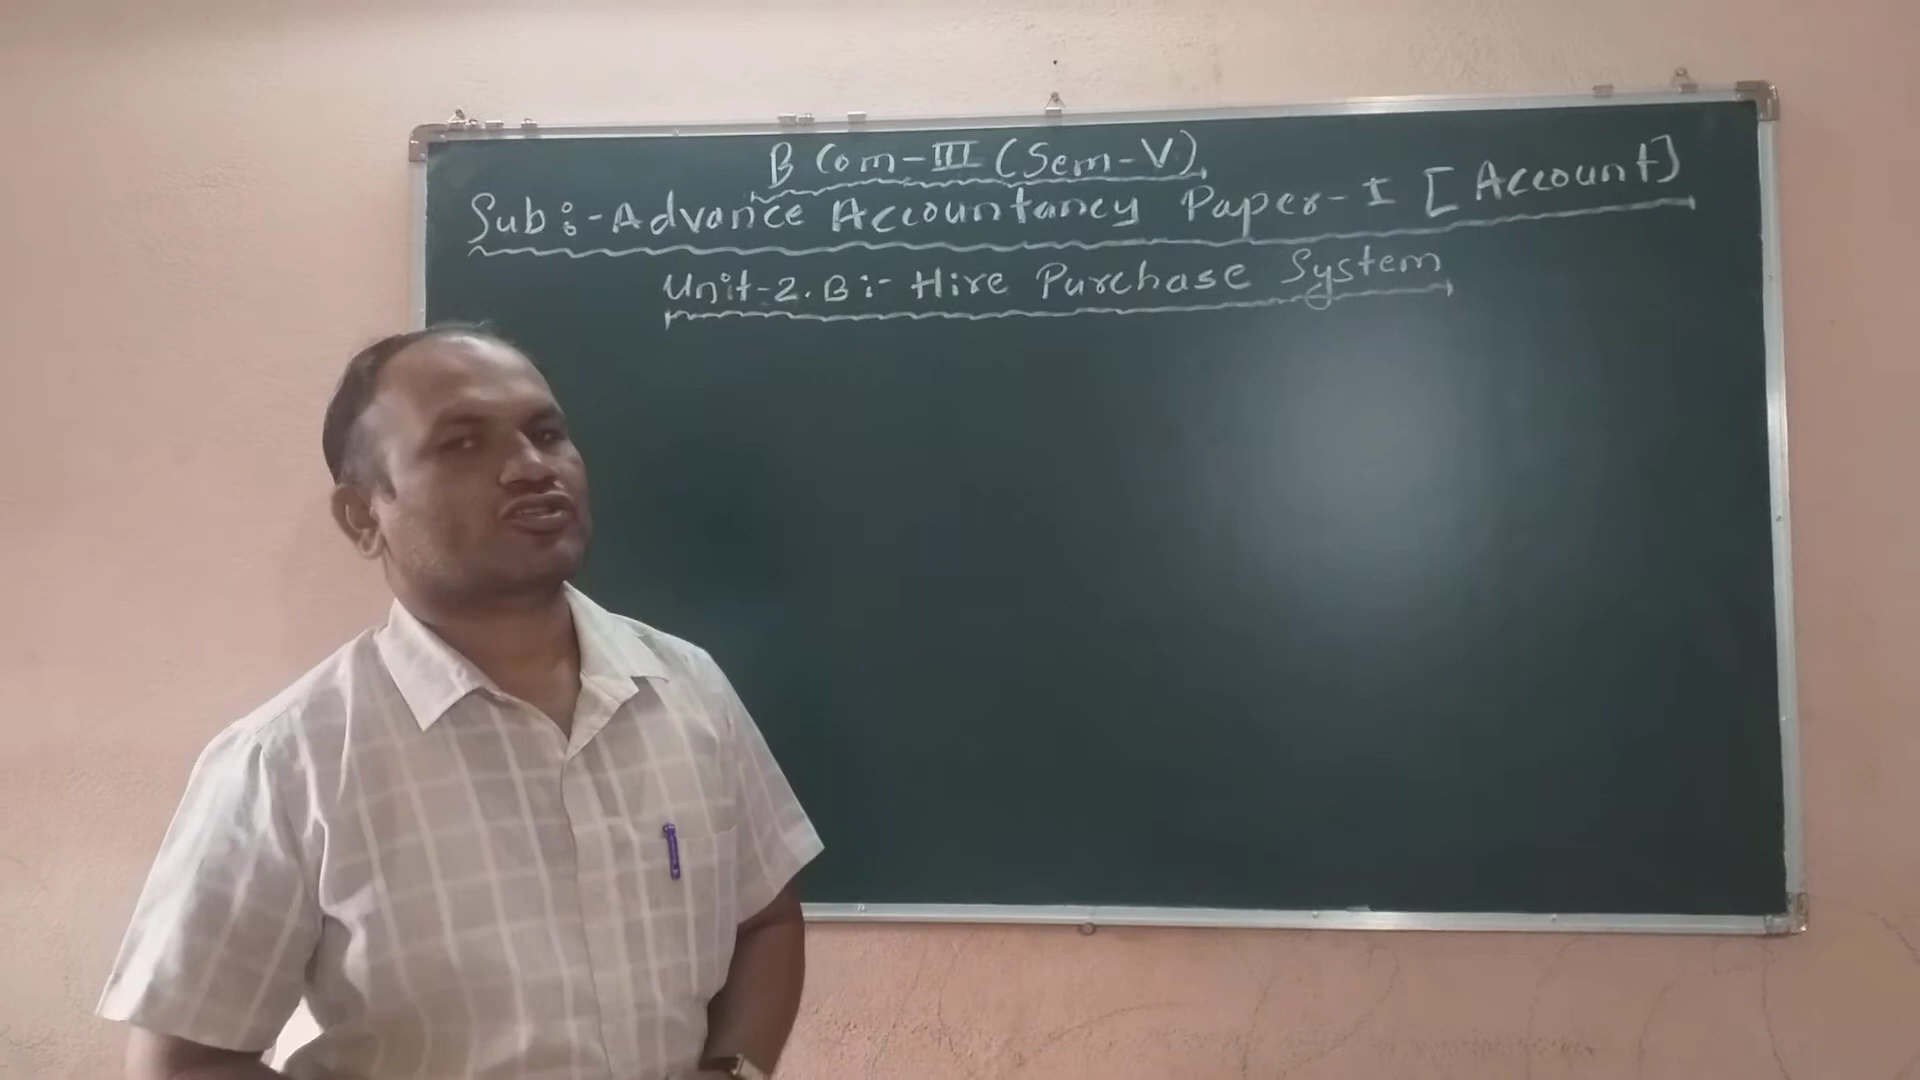 B Com-III (Sem-V)
Sub:-Advance Accountancy Paper-I [Account]
Unit-2.B:- Hire Purchase System